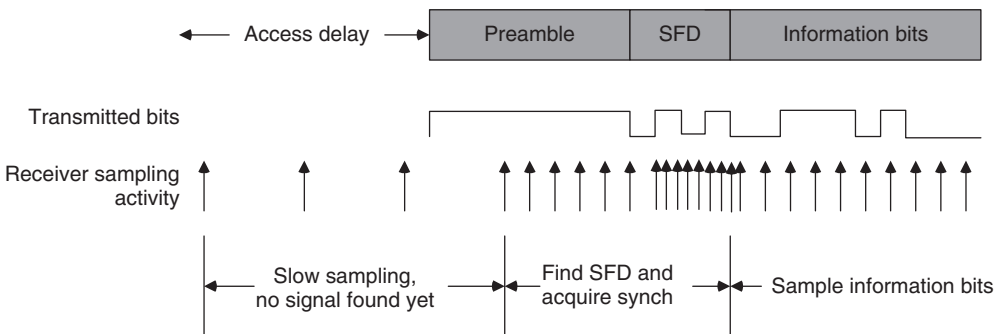 Access delay
Preamble
SFD
Information bits
Transmitted bits
Receiver sampling
activity
Slow sampling,
no signal found yet
Find SFD and
acquire synch
Sample information bits